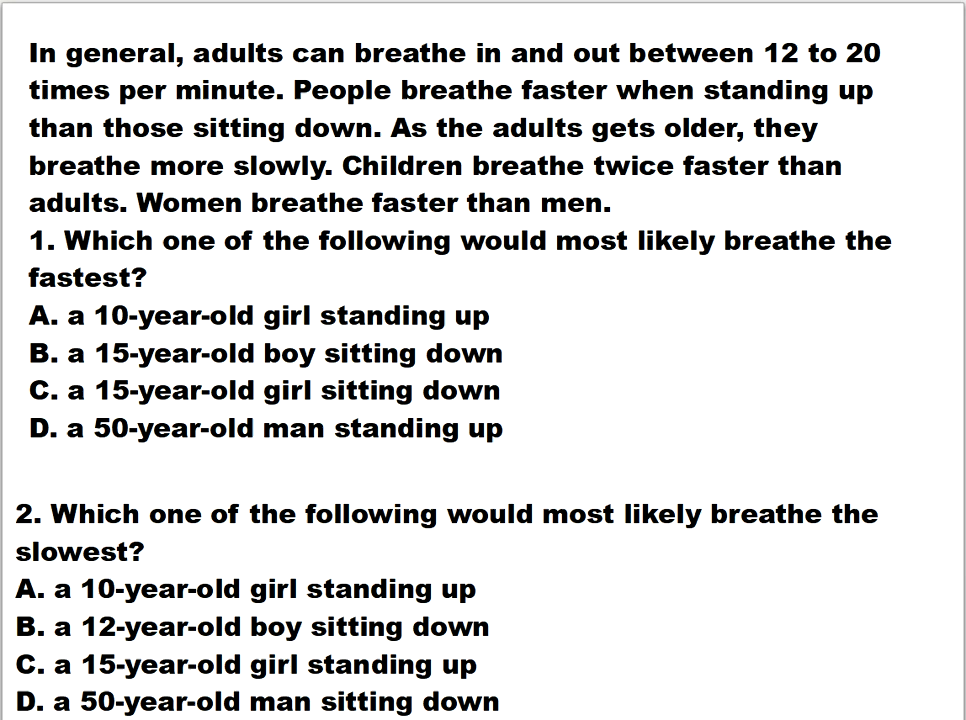 In general, adults can breathe in and out between 12 to 20
times per minute. People breathe faster when standing up
than those sitting down. As the adults gets older, they
breathe more slowly. Children breathe twice faster than
adults. Women breathe faster than men.
1. Which one of the following would most likely breathe the
fastest?
A. a 10-year-old girl standing up
B. a 15-year-old boy sitting down
C. a 15-year-old girl sitting down
D. a 50-year-old man standing up
2. Which one of the following would most likely breathe the
slowest?
A. a 10-year-old girl standing up
B. a 12-year-old boy sitting down
C. a 15-year-old girl standing up
D. a 50-year-old man sitting down